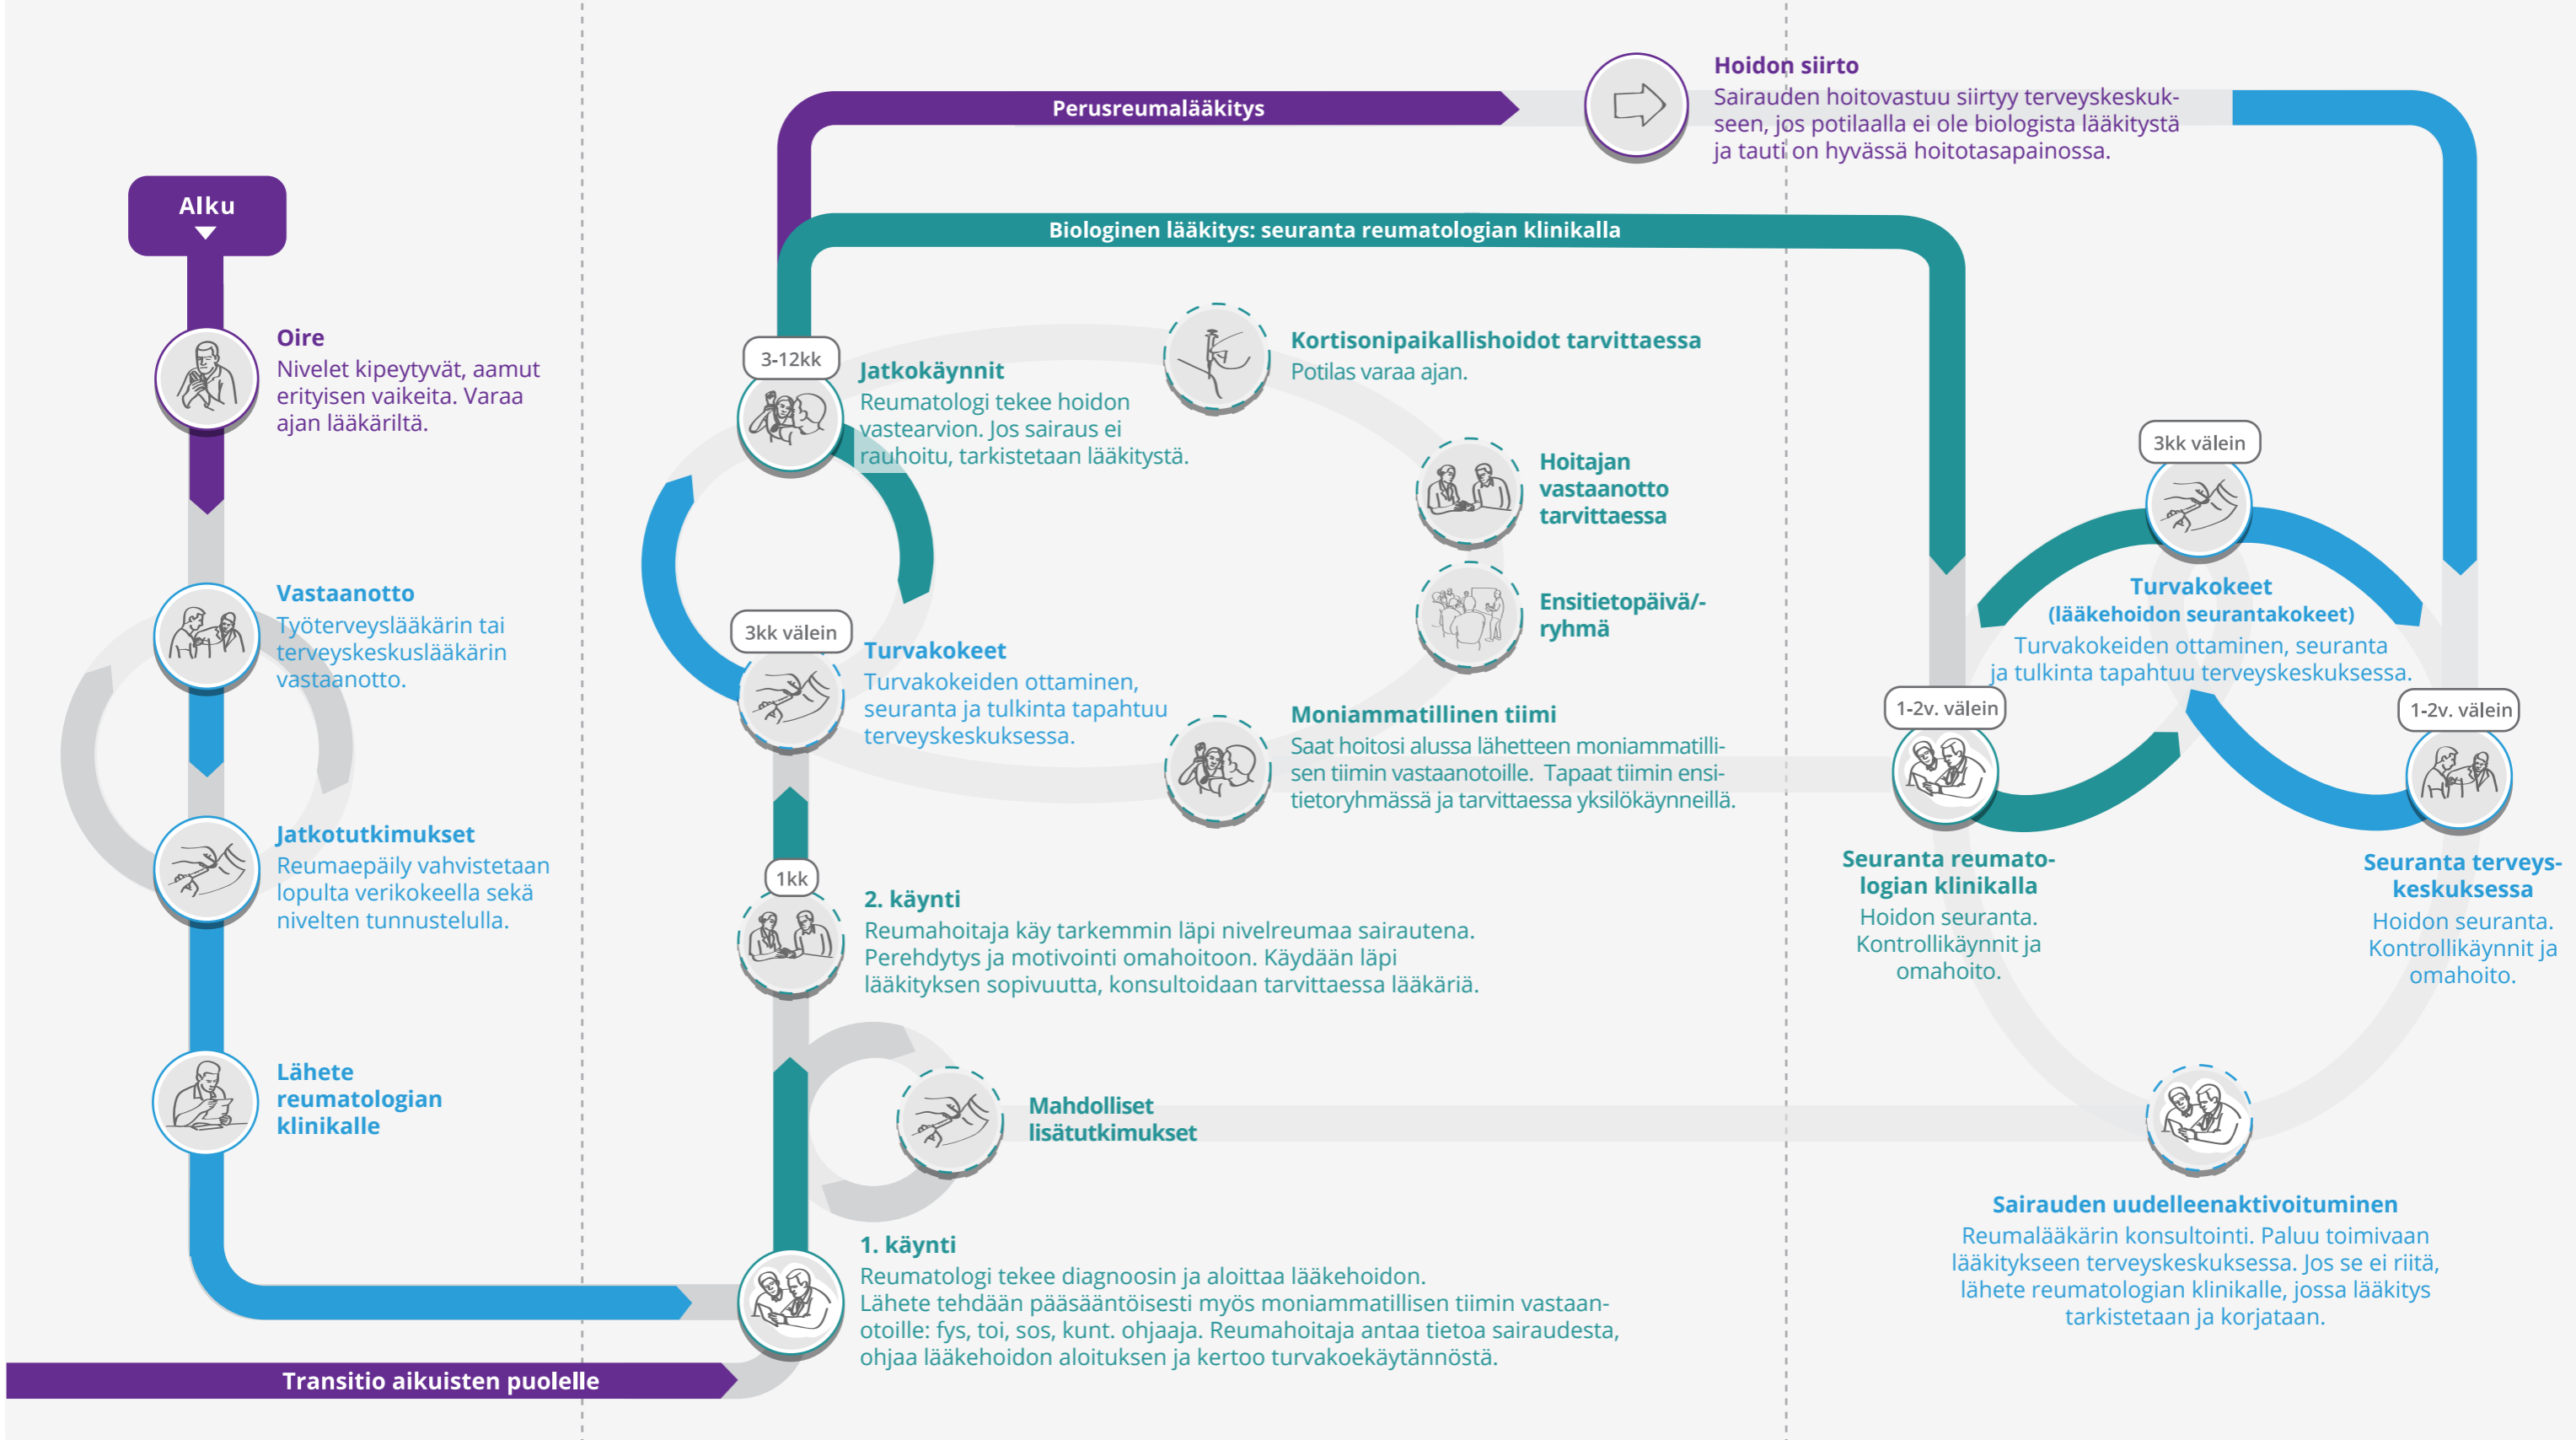 Alku
Oire
Nivelet kipeytyvät, aamut
erityisen vaikeita. Varaa
ajan lääkäriltä.
Vastaanotto
Työterveyslääkärin tai
terveyskeskuslääkärin
vastaanotto.
Jatkotutkimukset
Reumaepäily vahvistetaan
lopulta verikokeella sekä
nivelten tunnustelulla.
Lähete
reumatologian
klinikalle
Transitio aikuisten puolelle
1. käynti
Reumatologi tekee diagnoosin ja aloittaa lääkehoidon.
Lähete tehdään pääsääntöisesti myös moniammatillisen tiimin vastaan-
otoille: fys, toi, sos, kunt. ohjaaja. Reumahoitaja antaa tietoa sairaudesta,
ohjaa lääkehoidon aloituksen ja kertoo turvakoekäytännöstä.
Mahdolliset
lisätutkimukset
1kk
2. käynti
Reumahoitaja käy tarkemmin läpi nivelreumaa sairautena.
Perehdytys ja motivointi omahoitoon. Käydään läpi
lääkityksen sopivuutta, konsultoidaan tarvittaessa lääkäriä.
3kk välein
Turvakokeet
Turvakokeiden ottaminen,
seuranta ja tulkinta tapahtuu
terveyskeskuksessa.
3-12kk
Jatkokäynnit
Reumatologi tekee hoidon
vastearvion. Jos sairaus ei
rauhoitu, tarkistetaan lääkitystä.
Kortisonipaikallishoidot tarvittaessa
Potilas varaa ajan.
Hoitajan
vastaanotto
tarvittaessa
Ensitietopäivä/-
ryhmä
Moniammatillinen tiimi
Saat hoitosi alussa lähetteen moniammatilli-
sen tiimin vastaanotoille. Tapaat tiimin ensi-
tietoryhmässä ja tarvittaessa yksilökäynneillä.
Perusreumalääkitys
Biologinen lääkitys: seuranta reumatologian klinikalla
Hoidon siirto
Sairauden hoitovastuu siirtyy terveyskeskuk-
seen, jos potilaalla ei ole biologista lääkitystä
ja tauti on hyvässä hoitotasapainossa.
3kk välein
Turvakokeet
(lääkehoidon seurantakokeet)
Turvakokeiden ottaminen, seuranta
ja tulkinta tapahtuu terveyskeskuksessa.
1-2v. välein
Seuranta reumato-
logian klinikalla
Hoidon seuranta.
Kontrollikäynnit ja
omahoito.
1-2v. välein
Seuranta terveys-
keskuksessa
Hoidon seuranta.
Kontrollikäynnit ja
omahoito.
Sairauden uudelleenaktivoituminen
Reumalääkärin konsultointi. Paluu toimivaan
lääkitykseen terveyskeskuksessa. Jos se ei riitä,
lähete reumatologian klinikalle, jossa lääkitys
tarkistetaan ja korjataan.